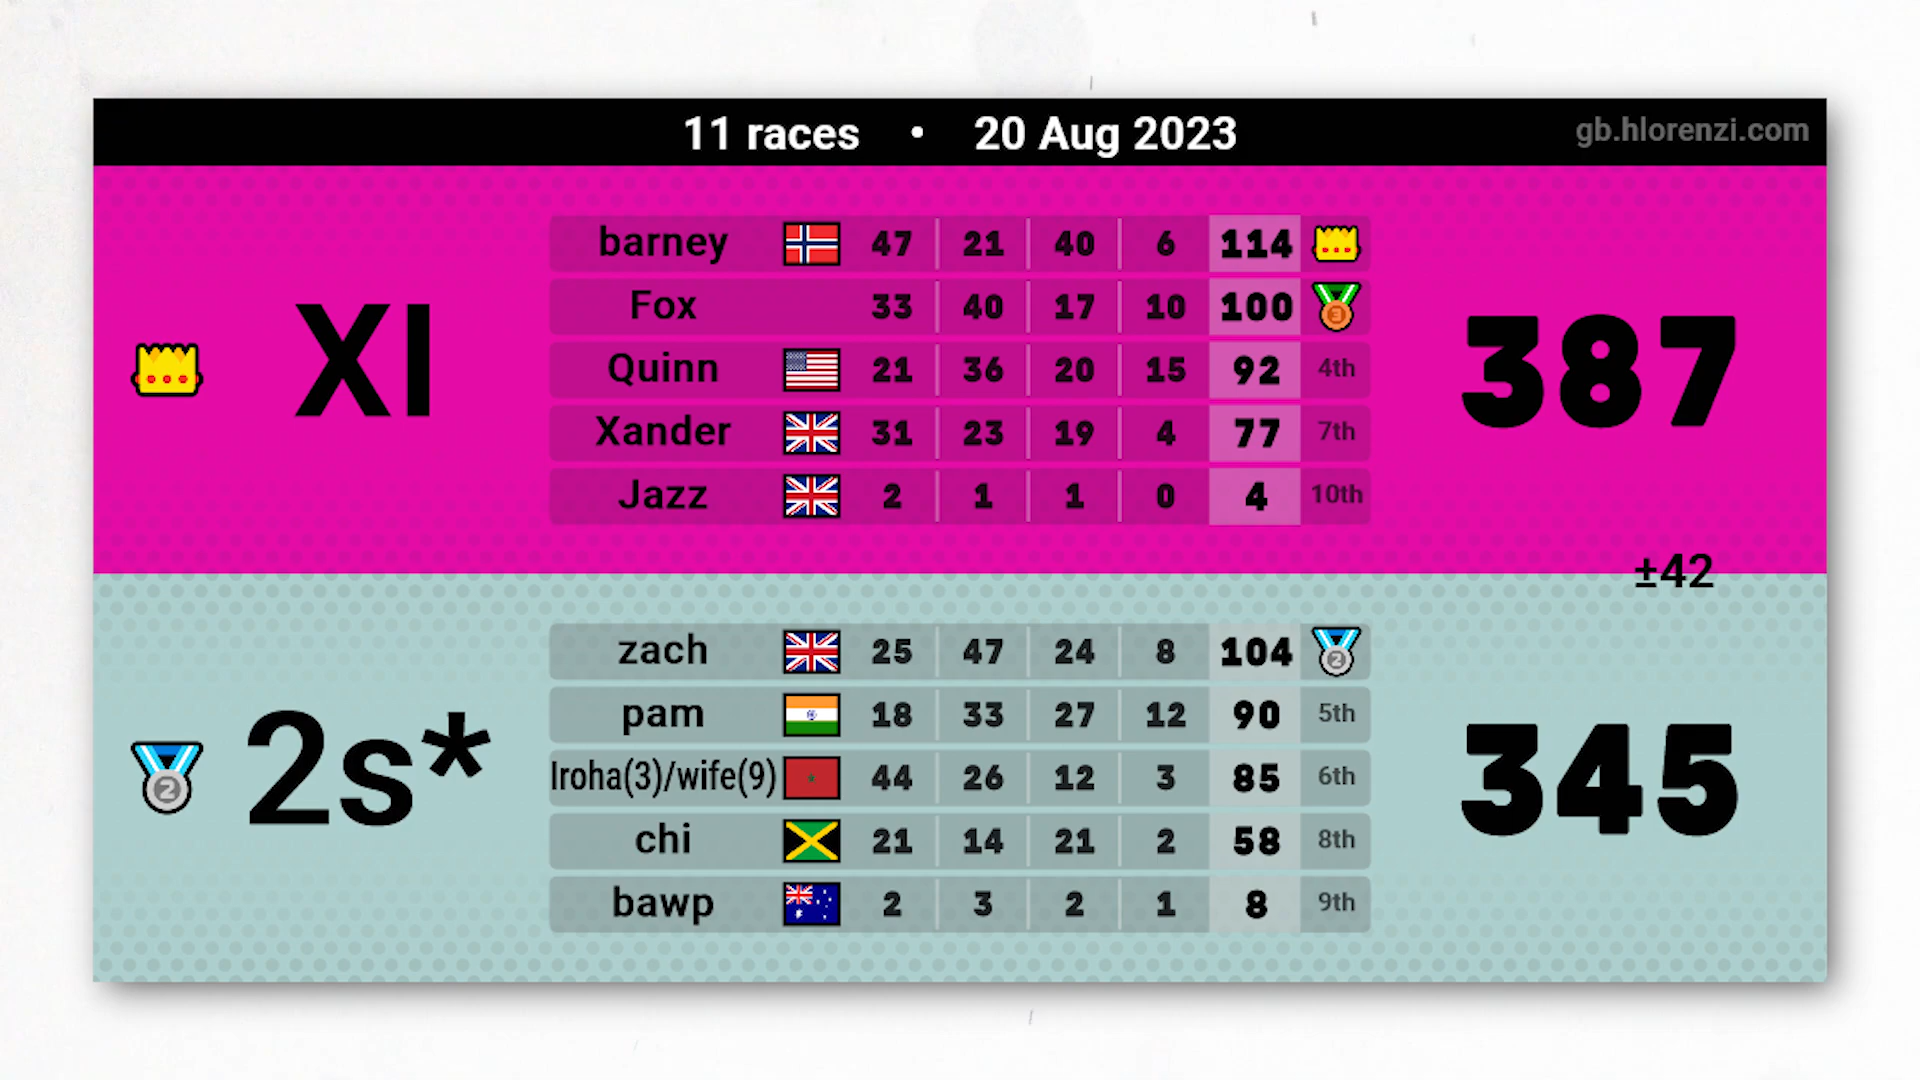 11 races • 20 Aug 2023 gb.hlorenzi.com
XI
barney 47 21 40 6 114
Fox 33 40 17 10 100 3
Quinn 21 36 20 15 92 4th
Xander 31 23 19 4 77 7th
Jazz 2 1 1 0 4 10th
387
±42
2 2s*
zach 25 47 24 8 104 2
pam 18 33 27 12 90 5th
Iroha(3)/wife(9) 44 26 12 3 85 6th
chi 21 14 21 2 58 8th
bawp 2 3 2 1 8 9th
345